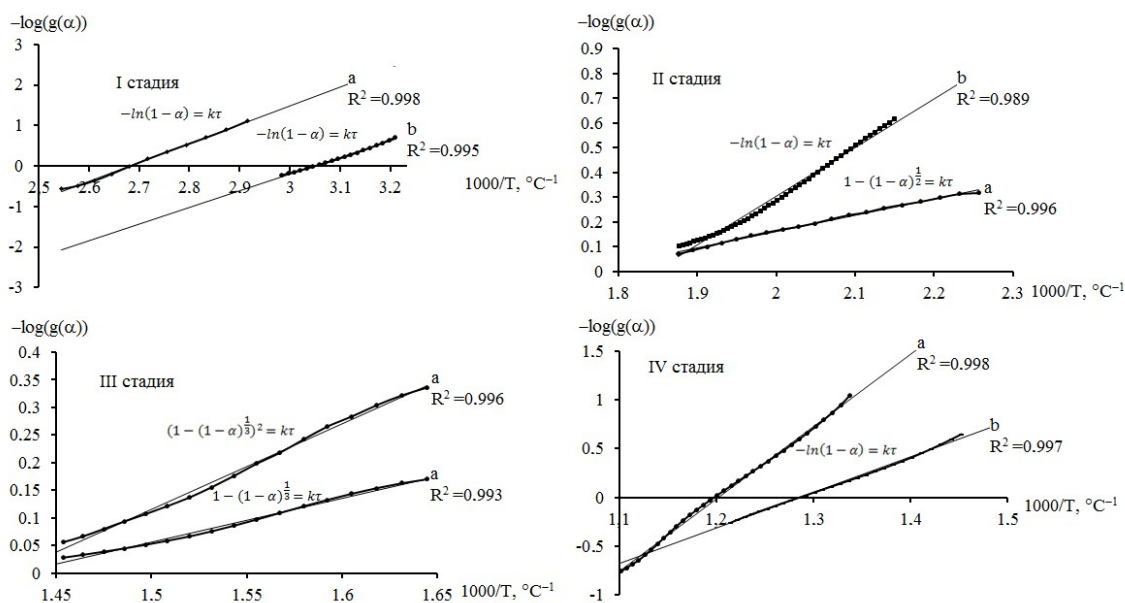 –log(g(α))
3
2
1
0
-1
-2
-3
2.5
2.6
2.7
2.8
2.9
3
3.1
3.2
1000/T, °C⁻¹
I стадия
a
R² =0.998
−ln(1 − α) = kτ
−ln(1 − α) = kτ
b
R² =0.995
–log(g(α))
0.9
0.8
0.7
0.6
0.5
0.4
0.3
0.2
0.1
0
1.8
1.9
2
2.1
2.2
2.3
1000/T, °C⁻¹
II стадия
b
R² =0.989
−ln(1 − α) = kτ
1 − (1 − α)^{1/2} = kτ
a
R² =0.996
–log(g(α))
0.4
0.35
0.3
0.25
0.2
0.15
0.1
0.05
0
1.45
1.5
1.55
1.6
1.65
1000/T, °C⁻¹
III стадия
a
R² =0.996
(1 − (1 − α)^{1/3})² = kτ
1 − (1 − α)^{1/3} = kτ
a
R² =0.993
–log(g(α))
1.5
1
0.5
0
-0.5
-1
1.1
1.2
1.3
1.4
1.5
1000/T, °C⁻¹
IV стадия
a
R² =0.998
b
R² =0.997
−ln(1 − α) = kτ